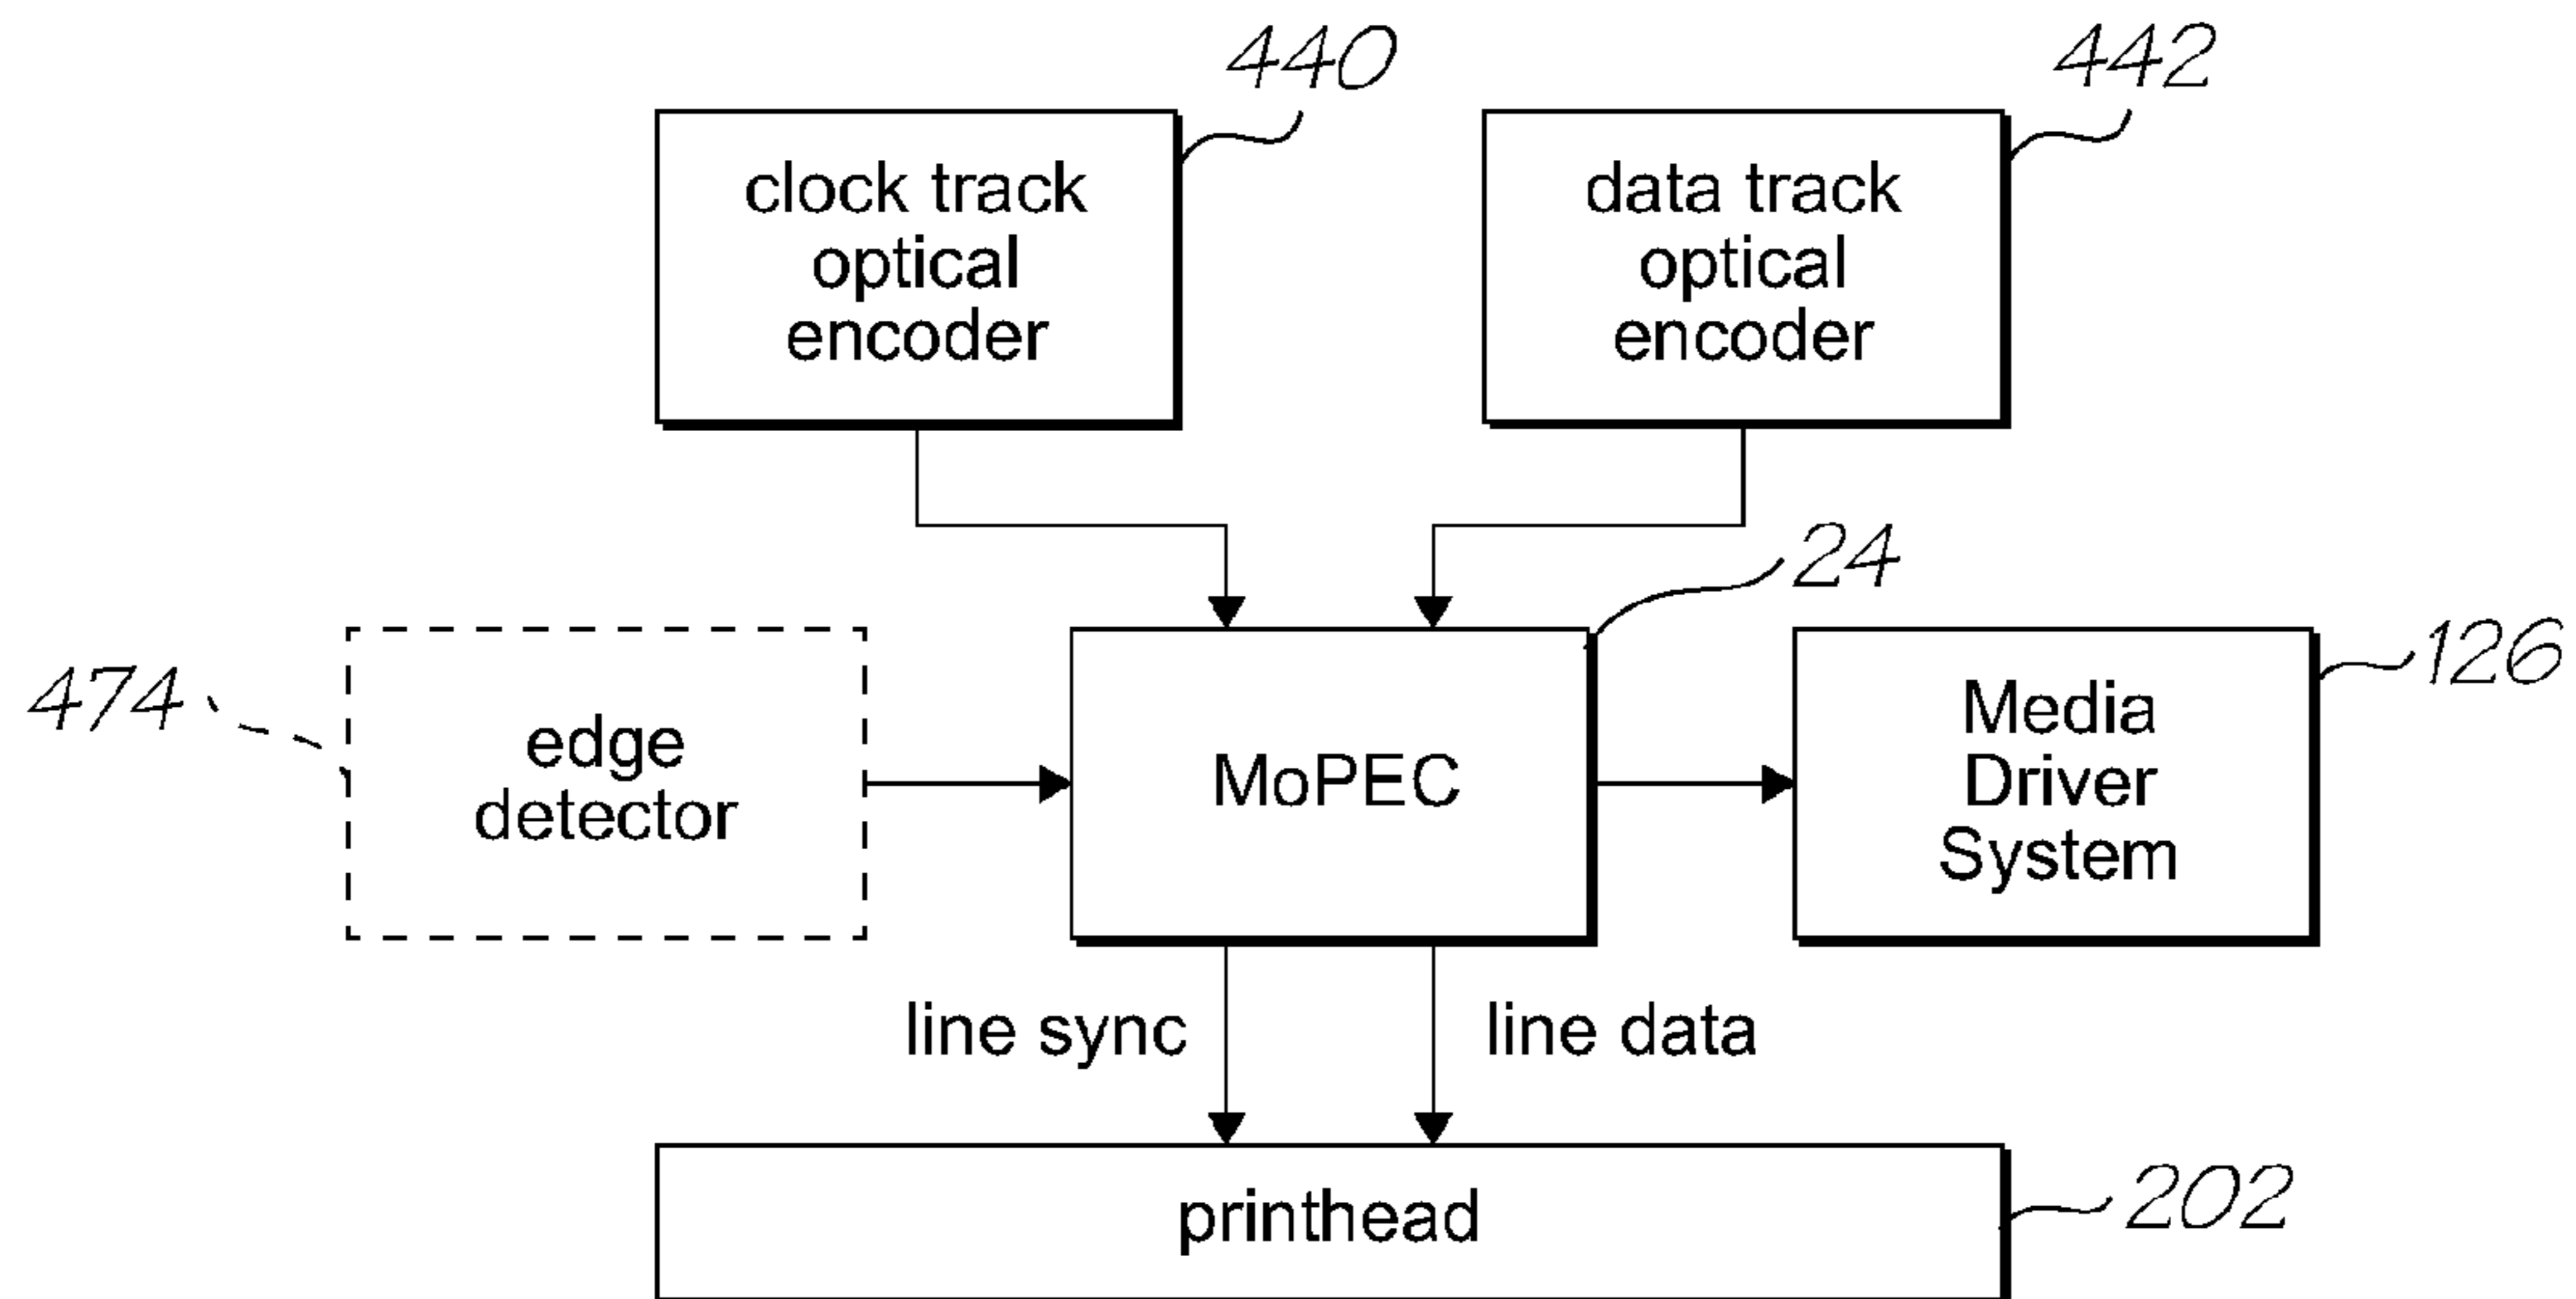 440
442
clock track
optical
encoder
data track
optical
encoder
24
474
edge
detector
MoPEC
126
Media
Driver
System
line sync
line data
printhead
202